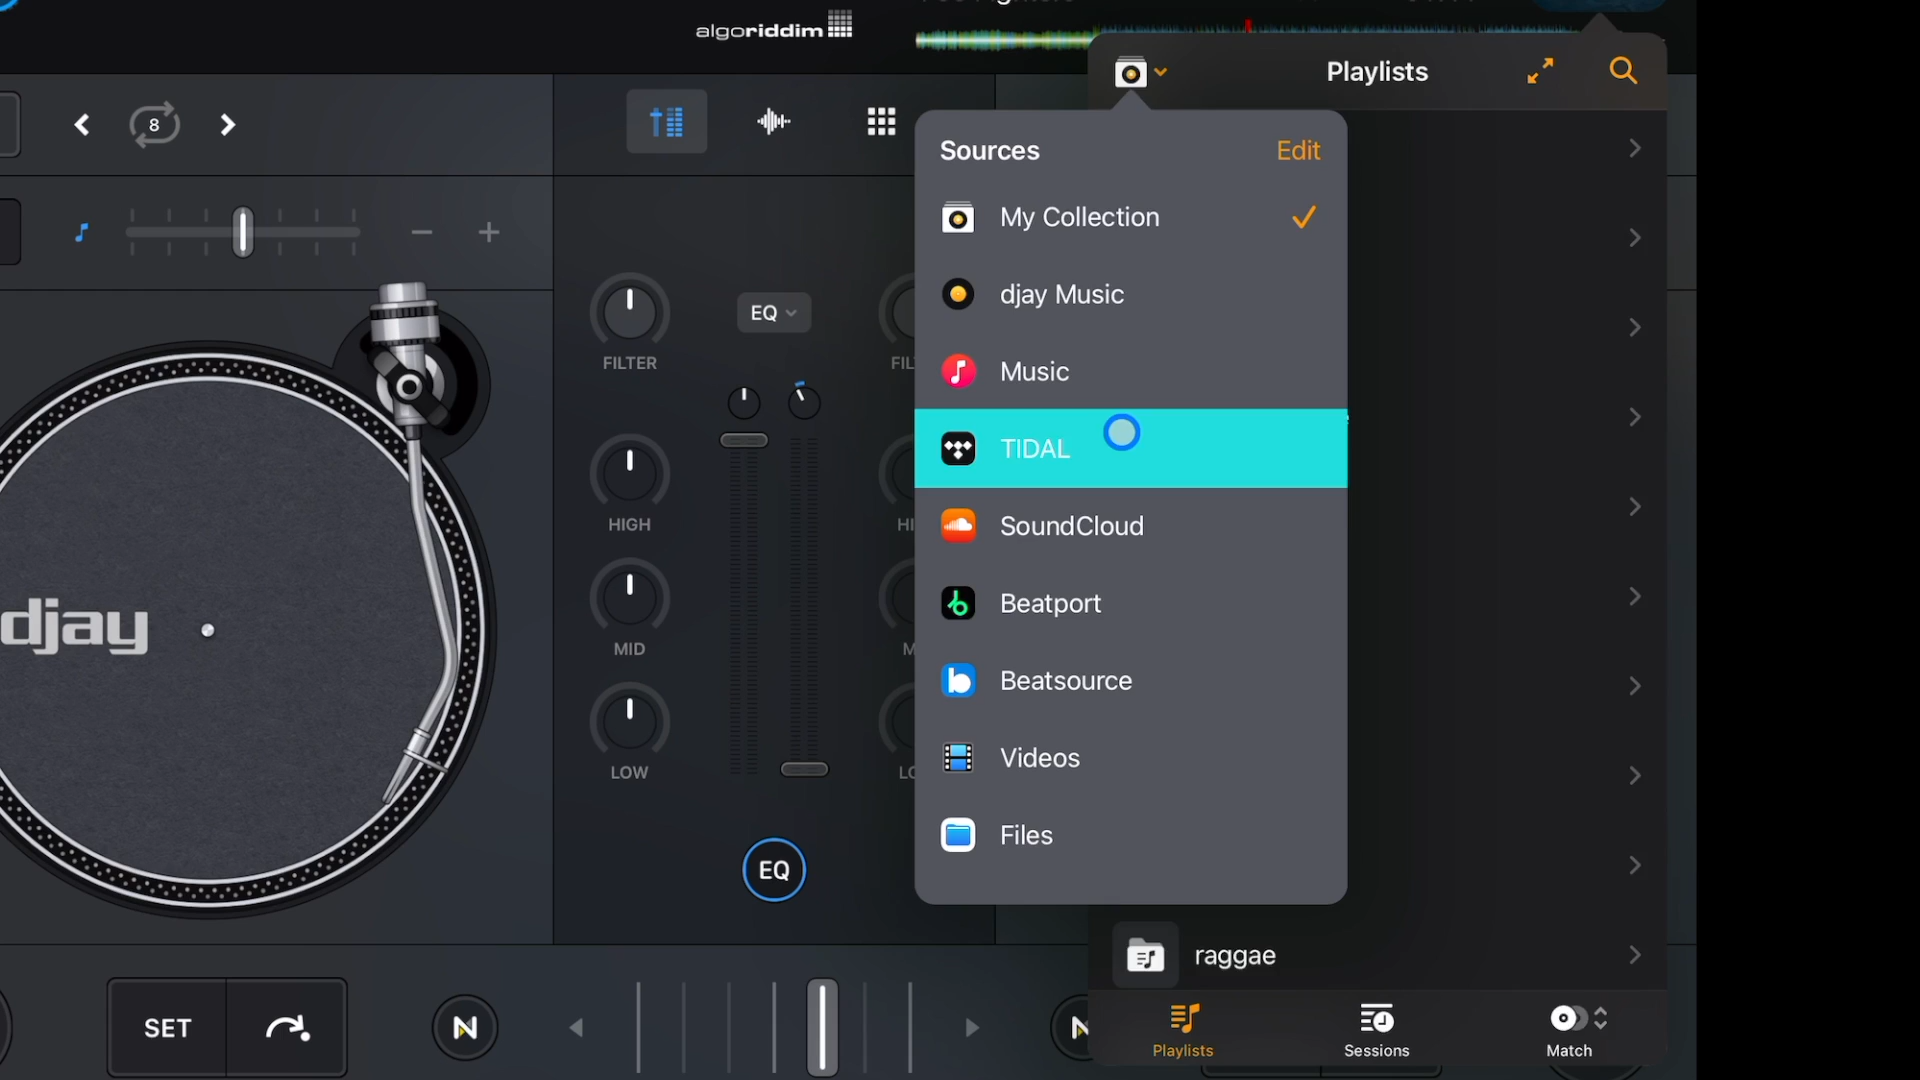 algoriddim
Playlists
8
Sources
Edit
My Collection
djay Music
Music
TIDAL
SoundCloud
Beatport
Beatsource
Videos
Files
EQ
FILTER
HIGH
MID
LOW
EQ
djay
raggae
SET
Playlists
Sessions
Match